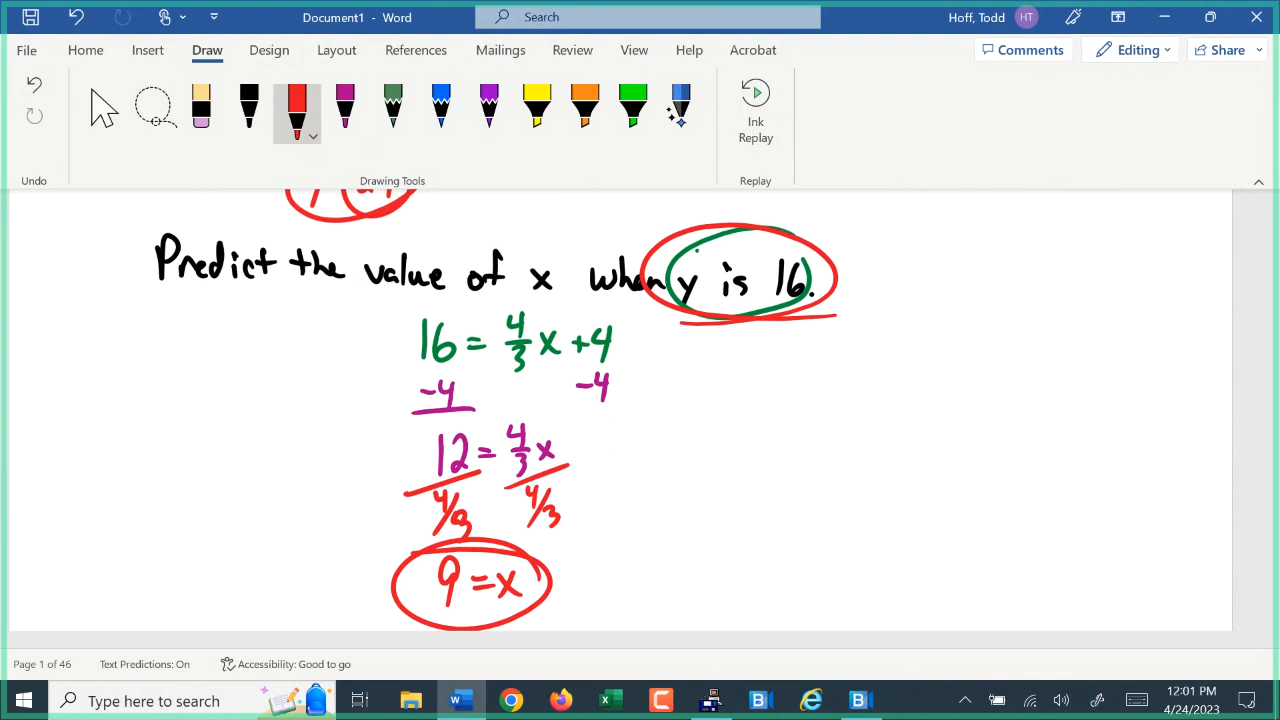 Document1 - Word
Search
Hoff, Todd
HT
File Home Insert Draw Design Layout References Mailings Review View Help Acrobat
Comments Editing Share
Ink Replay
Undo
Drawing Tools
Replay
Predict the value of x when y is 16.
16 = 4/3 x + 4
-4 -4
12 = 4/3 x
4/3 4/3
9 = x
Page 1 of 46 Text Predictions: On Accessibility: Good to go
Type here to search
12:01 PM
4/24/2023